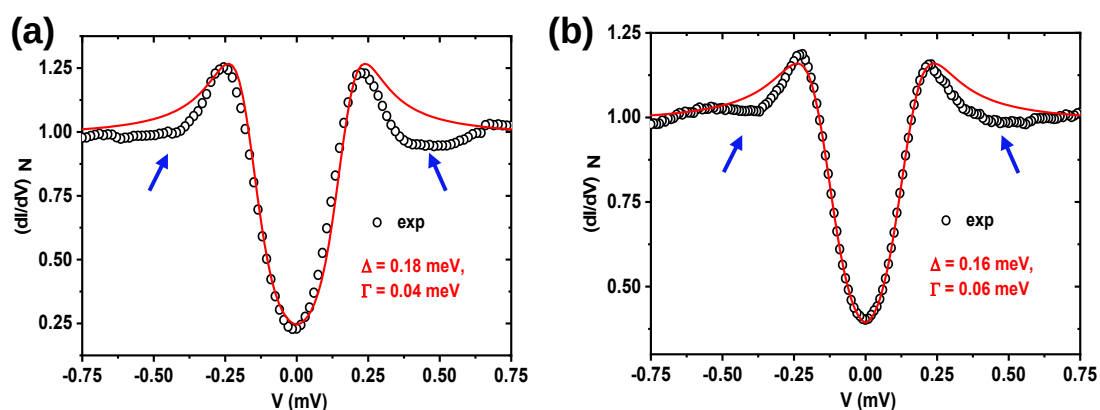 (a)
1.25
1.00
0.75
0.50
0.25
(dI/dV) N
exp
Δ = 0.18 meV,
Γ = 0.04 meV
-0.75 -0.50 -0.25 0.00 0.25 0.50 0.75
V (mV)
(b)
1.25
1.00
0.75
0.50
(dI/dV) N
exp
Δ = 0.16 meV,
Γ = 0.06 meV
-0.75 -0.50 -0.25 0.00 0.25 0.50 0.75
V (mV)